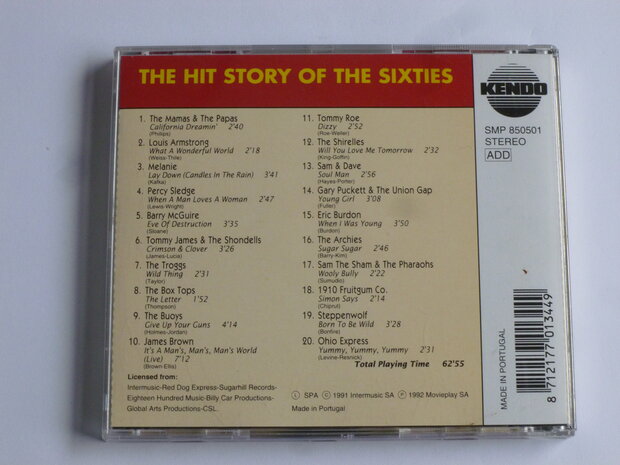 THE HIT STORY OF THE SIXTIES
KENDO
SMP 850501
STEREO
ADD
1. The Mamas & The Papas
California Dreamin' 2'40
(Phillips)
2. Louis Armstrong
What A Wonderful World 2'18
(Weiss-Thile)
3. Melanie
Lay Down (Candles In The Rain) 3'41
(Kafka)
4. Percy Sledge
When A Man Loves A Woman 2'47
(Lewis-Wright)
5. Barry McGuire
Eve Of Destruction 3'35
(Sloane)
6. Tommy James & The Shondells
Crimson & Clover 3'26
(James-Lucia)
7. The Troggs
Wild Thing 2'31
(Taylor)
8. The Box Tops
The Letter 1'52
(Thompson)
9. The Buoys
Give Up Your Guns 4'14
(Holmes-Jordan)
10. James Brown
It's A Man's, Man's, Man's World
(Live) 7'12
(Brown Ellis)
11. Tommy Roe
Dizzy 2'52
(Roe-Weller)
12. The Shirelles
Will You Love Me Tomorrow 2'32
(King-Goffin)
13. Sam & Dave
Soul Man 2'56
(Hayes-Porter)
14. Gary Puckett & The Union Gap
Young Girl 3'08
(Fuller)
15. Eric Burdon
When I Was Young 3'50
(Burdon)
16. The Archies
Sugar Sugar 2'46
(Barry-Kim)
17. Sam The Sham & The Pharaohs
Wooly Bully 2'22
(Sumudio)
18. 1910 Fruitgum Co.
Simon Says 2'14
(Chiprut)
19. Steppenwolf
Born To Be Wild 3'28
(Bonfire)
20. Ohio Express
Yummy, Yummy, Yummy 2'31
(Levine-Resnick)
Total Playing Time 62'55
Licensed from:
Intermusic-Red Dog Express-Sugarhill Records-
Eighteen Hundred Music-Billy Car Productions-
Global Arts Productions-CSL.
Ⓛ SPA © 1991 Intermusic SA ℗ 1992 Movieplay SA
Made in Portugal
MADE IN PORTUGAL
8 712177 013449